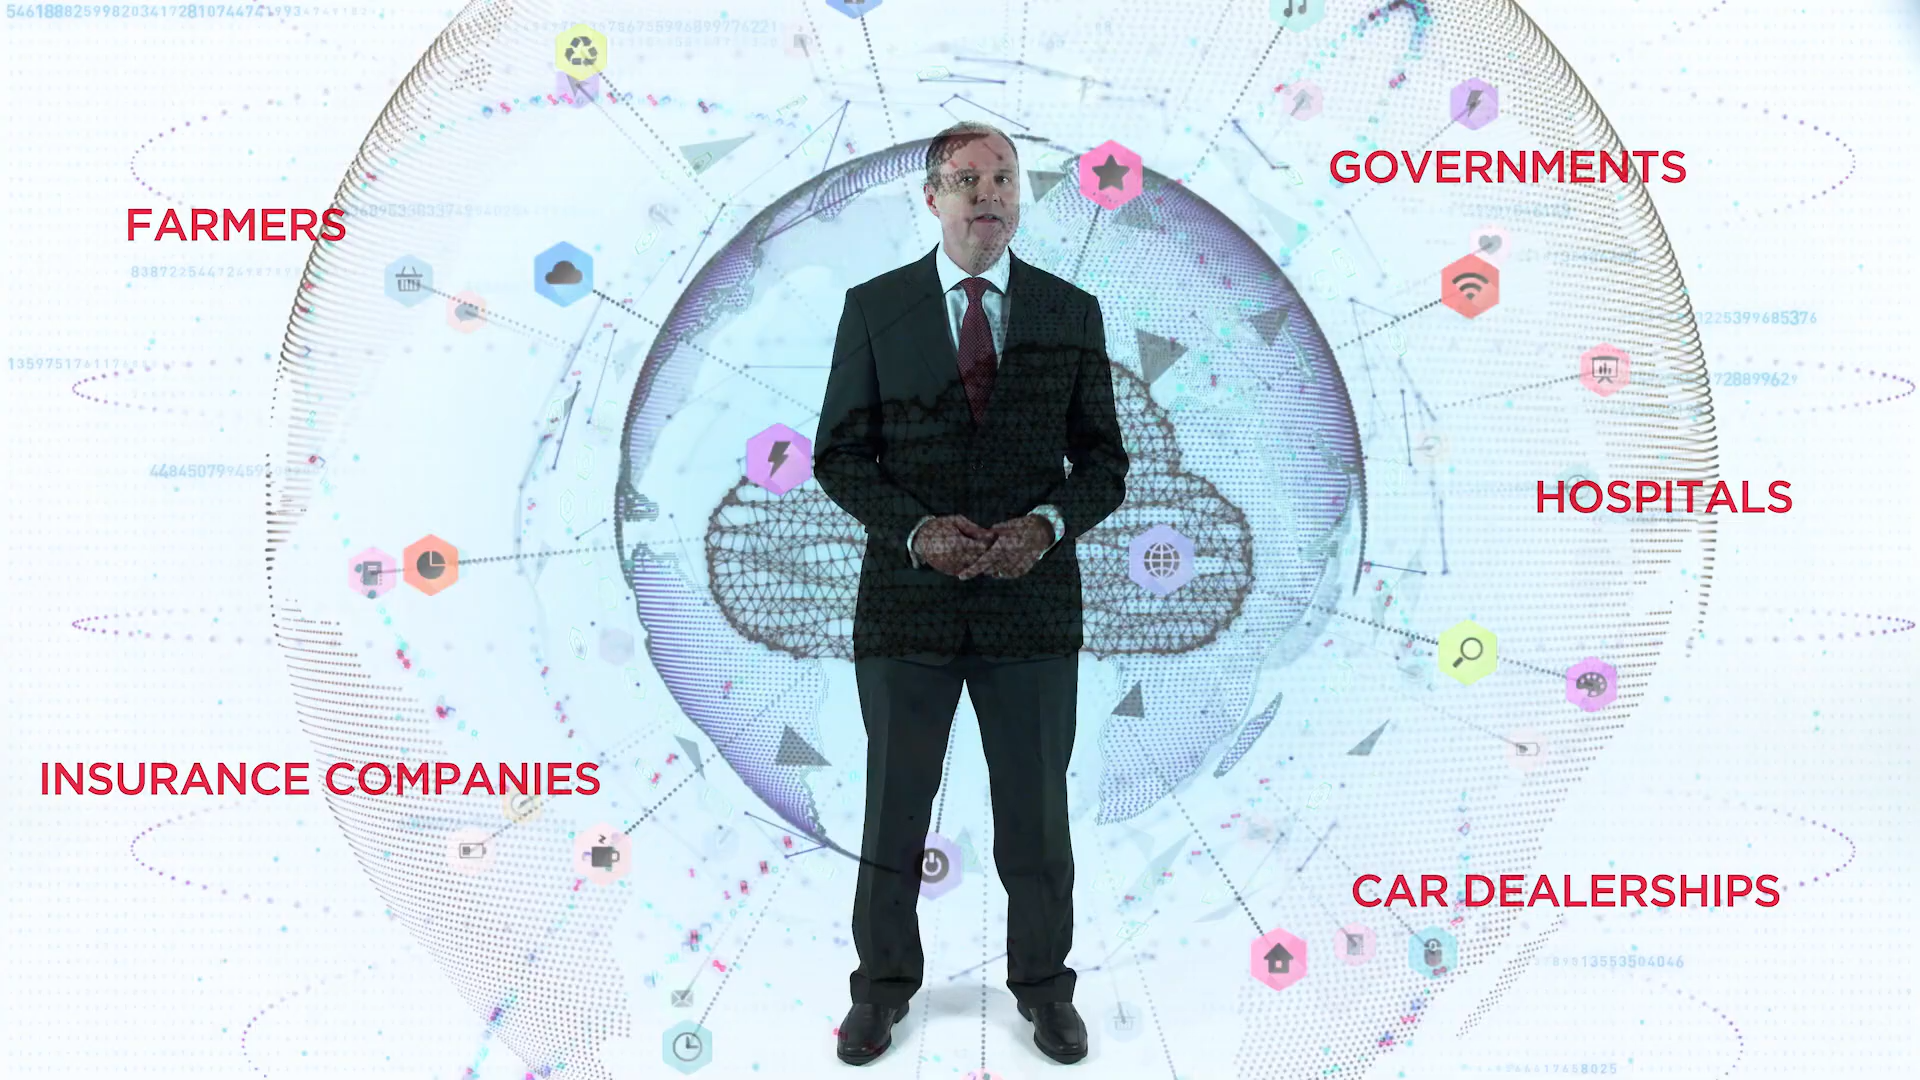 GOVERNMENTS
FARMERS
HOSPITALS
INSURANCE COMPANIES
CAR DEALERSHIPS